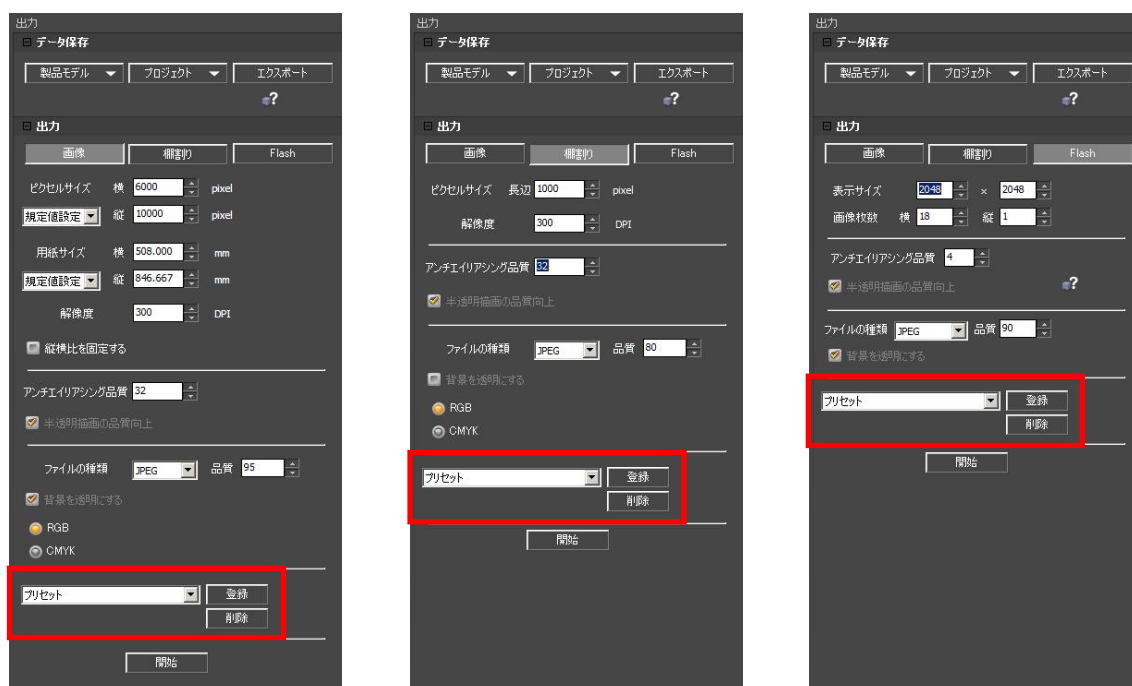 出力
データ保存
製品モデル プロジェクト エクスポート
?
出力
画像 棚割り Flash
ピクセルサイズ 横 6000 pixel
規定値設定 縦 10000 pixel
用紙サイズ 横 508.000 mm
規定値設定 縦 846.667 mm
解像度 300 DPI
縦横比を固定する
アンチエイリアシング品質 32
半透明描画の品質向上
ファイルの種類 JPEG 品質 95
背景を透明にする
RGB
CMYK
プリセット 登録
削除
開始
出力
データ保存
製品モデル プロジェクト エクスポート
?
出力
画像 棚割り Flash
ピクセルサイズ 長辺 1000 pixel
解像度 300 DPI
アンチエイリアシング品質 32
半透明描画の品質向上
ファイルの種類 JPEG 品質 80
背景を透明にする
RGB
CMYK
プリセット 登録
削除
開始
出力
データ保存
製品モデル プロジェクト エクスポート
?
出力
画像 棚割り Flash
表示サイズ 2048 × 2048
画像枚数 横 18 縦 1
アンチエイリアシング品質 4
半透明描画の品質向上
?
ファイルの種類 JPEG 品質 90
背景を透明にする
プリセット 登録
削除
開始